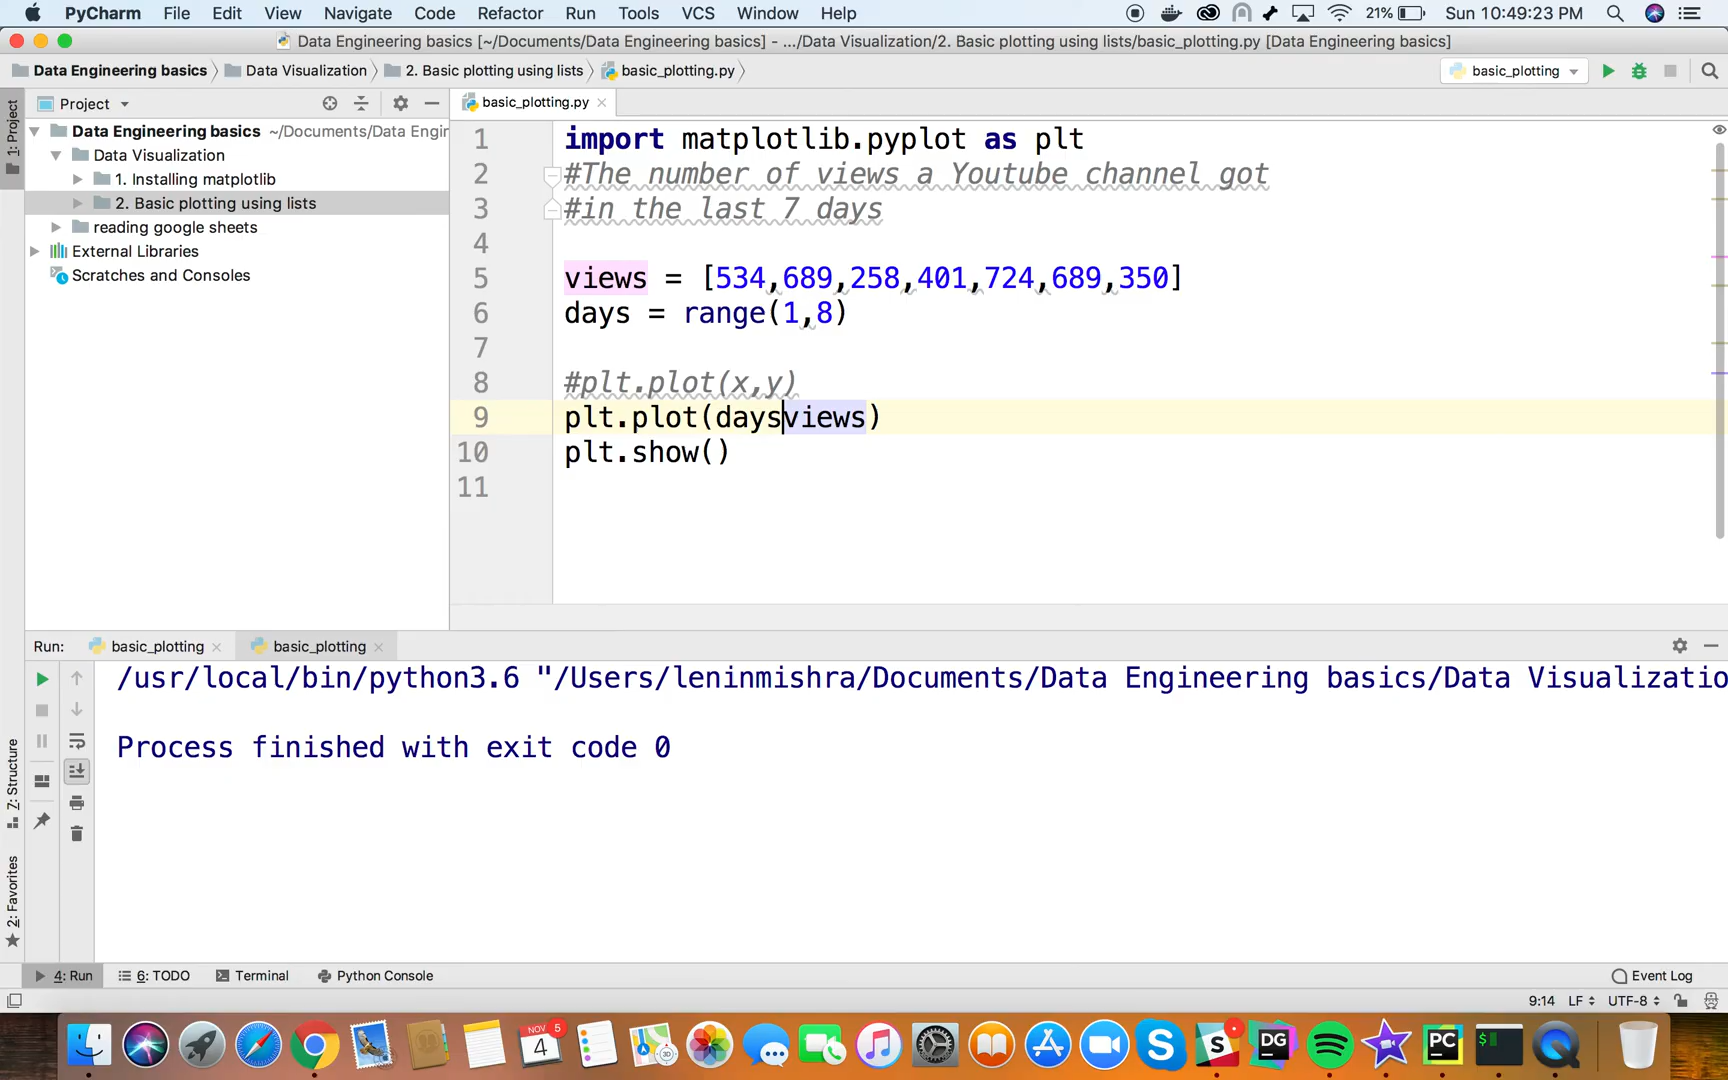 PyCharm File Edit View Navigate Code Refactor Run Tools VCS Window Help 21% Sun 10:49:23 PM
Data Engineering basics [~/Documents/Data Engineering basics] - .../Data Visualization/2. Basic plotting using lists/basic_plotting.py [Data Engineering basics]
Data Engineering basics Data Visualization 2. Basic plotting using lists basic_plotting.py basic_plotting
Project basic_plotting.py
1: Project
Data Engineering basics ~/Documents/Data Engir
Data Visualization
1. Installing matplotlib
2. Basic plotting using lists
reading google sheets
External Libraries
Scratches and Consoles
1 import matplotlib.pyplot as plt
2 #The number of views a Youtube channel got
3 #in the last 7 days
4
5 views = [534,689,258,401,724,689,350]
6 days = range(1,8)
7
8 #plt.plot(x,y)
9 plt.plot(daysviews)
10 plt.show()
11
Run: basic_plotting basic_plotting
/usr/local/bin/python3.6 "/Users/leninmishra/Documents/Data Engineering basics/Data Visualizatio
Process finished with exit code 0
Z: Structure
2: Favorites
4: Run 6: TODO Terminal Python Console Event Log
9:14 LF UTF-8
NOV 5
4
3D
S
DG
PC
$